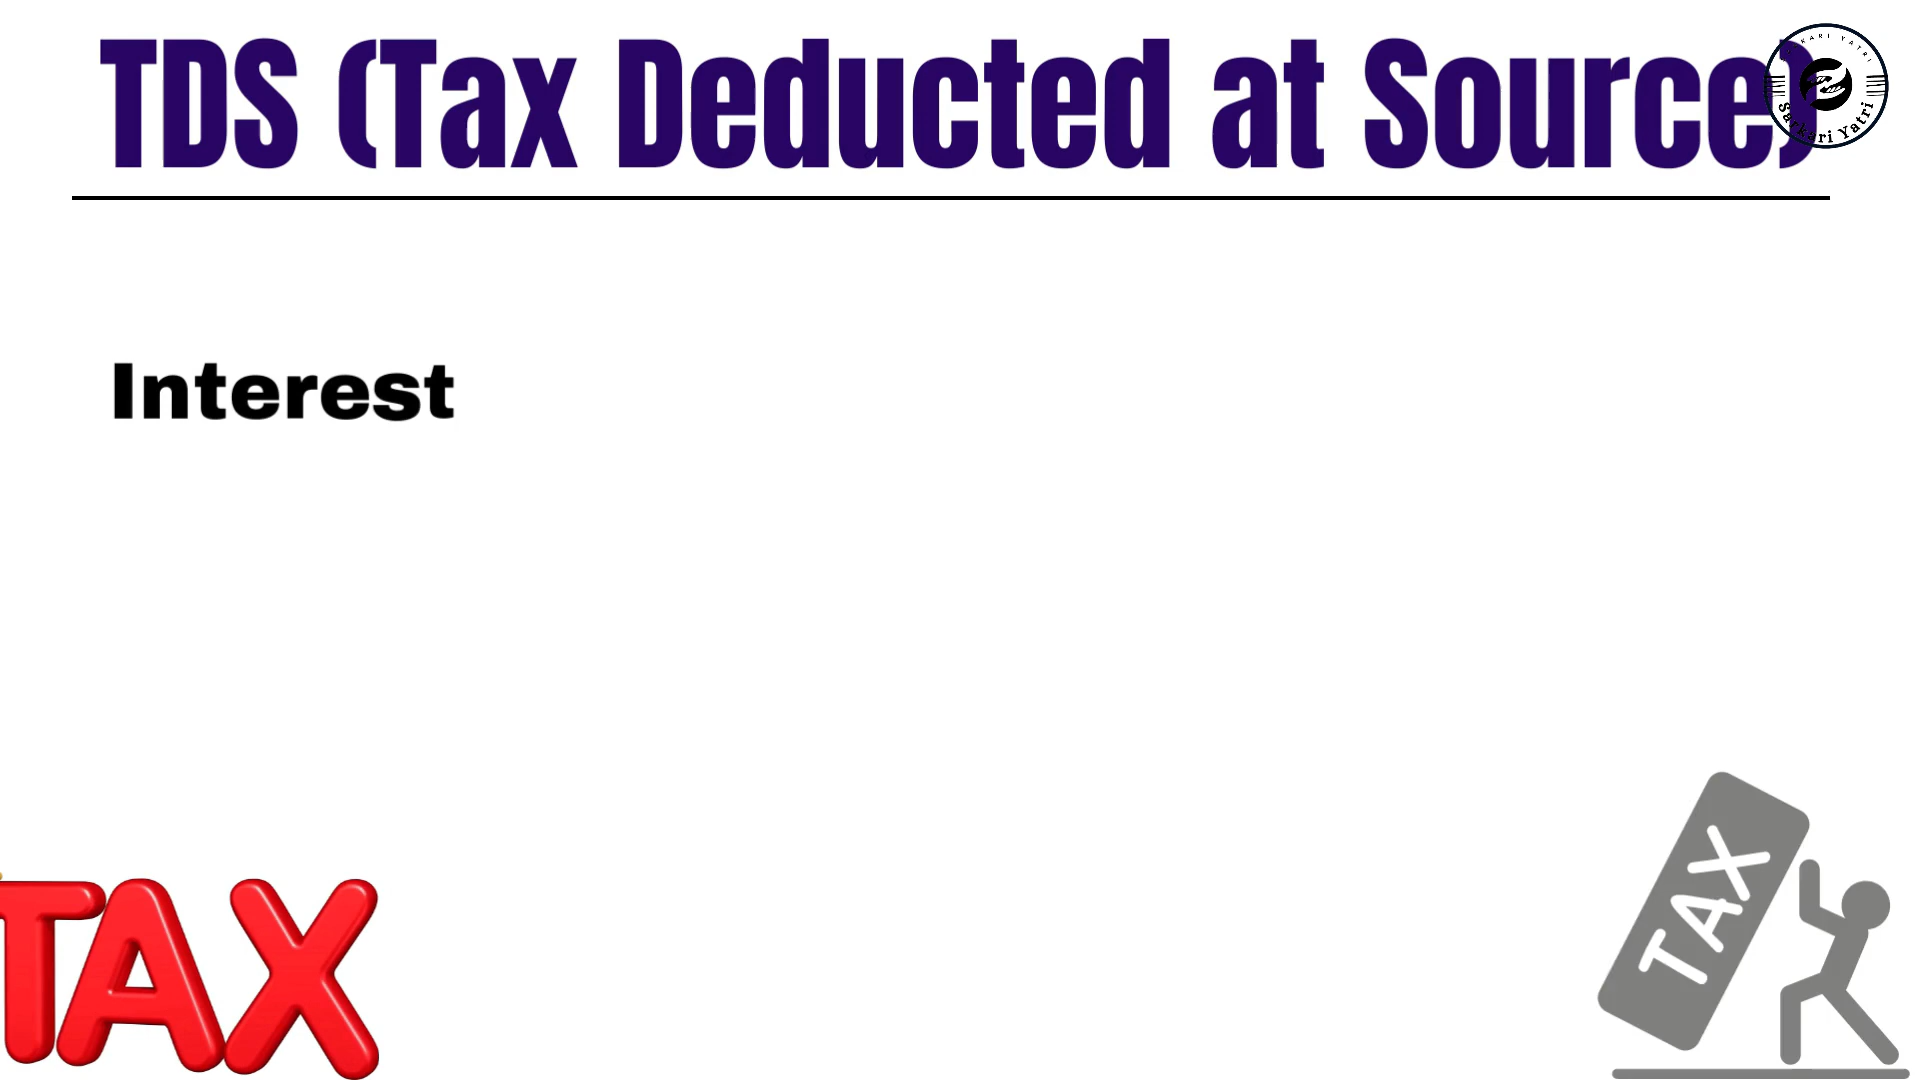 TDS (Tax Deducted at Source)
Sarkari Yatri
Interest
TAX
TAX